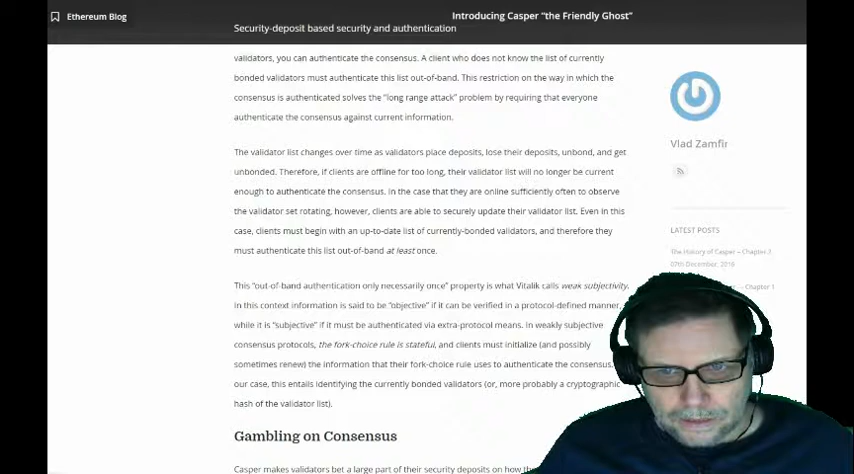 Ethereum Blog
Introducing Casper "the Friendly Ghost"
Security-deposit based security and authentication
validators, you can authenticate the consensus. A client who does not know the list of currently
bonded validators must authenticate this list out-of-band. This restriction on the way in which the
consensus is authenticated solves the "long range attack" problem by requiring that everyone
authenticate the consensus against current information.
The validator list changes over time as validators place deposits, lose their deposits, unbond, and get
unbonded. Therefore, if clients are offline for too long, their validator list will no longer be current
enough to authenticate the consensus. In the case that they are online sufficiently often to observe
the validator set rotating, however, clients are able to securely update their validator list. Even in this
case, clients must begin with an up-to-date list of currently-bonded validators, and therefore they
must authenticate this list out-of-band at least once.
This "out-of-band authentication only necessarily once" property is what Vitalik calls weak subjectivity.
In this context information is said to be "objective" if it can be verified in a protocol-defined manner,
while it is "subjective" if it must be authenticated via extra-protocol means. In weakly subjective
consensus protocols, the fork-choice rule is stateful, and clients must initialize (and possibly
sometimes renew) the information that their fork-choice rule uses to authenticate the consensus.
our case, this entails identifying the currently bonded validators (or, more probably a cryptographic
hash of the validator list).
Gambling on Consensus
Casper makes validators bet a large part of their security deposits on how the
Vlad Zamfir
LATEST POSTS
The History of Casper – Chapter 3
07th December, 2016
– Chapter 1